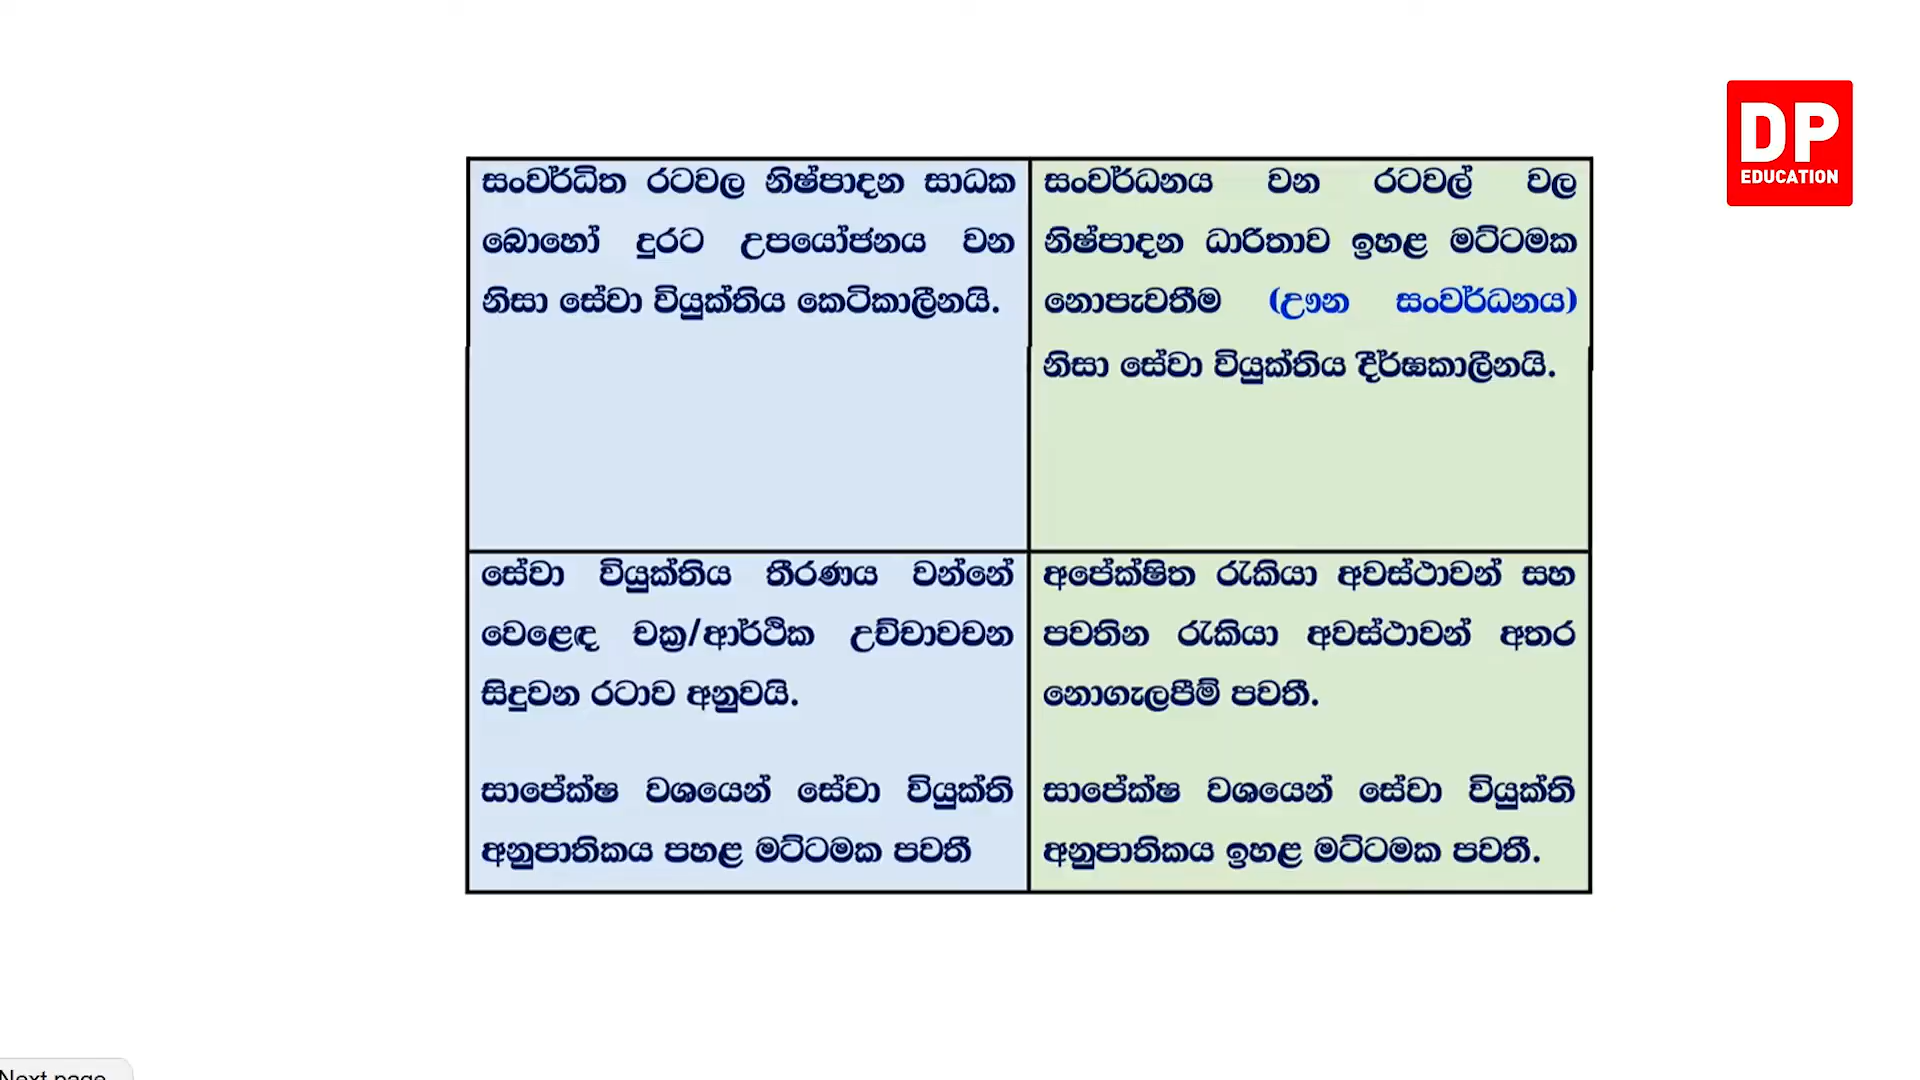 DP
EDUCATION
සංවර්ධිත රටවල නිෂ්පාදන සාධක
බොහෝ දුරට උපයෝජනය වන
නිසා සේවා වියුක්තිය කෙටිකාලීනයි.
සංවර්ධනය වන රටවල් වල
නිෂ්පාදන ධාරිතාව ඉහළ මට්ටමක
නොපැවතීම (ඌන සංවර්ධනය)
නිසා සේවා වියුක්තිය දීර්ඝකාලීනයි.
සේවා වියුක්තිය තීරණය වන්නේ
වෙළෙඳ චක්‍ර/ආර්ථික උච්චාවචන
සිදුවන රටාව අනුවයි.
සාපේක්ෂ වශයෙන් සේවා වියුක්ති
අනුපාතිකය පහළ මට්ටමක පවතී
අපේක්ෂිත රැකියා අවස්ථාවන් සහ
පවතින රැකියා අවස්ථාවන් අතර
නොගැලපීම් පවතී.
සාපේක්ෂ වශයෙන් සේවා වියුක්ති
අනුපාතිකය ඉහළ මට්ටමක පවතී.
Next page